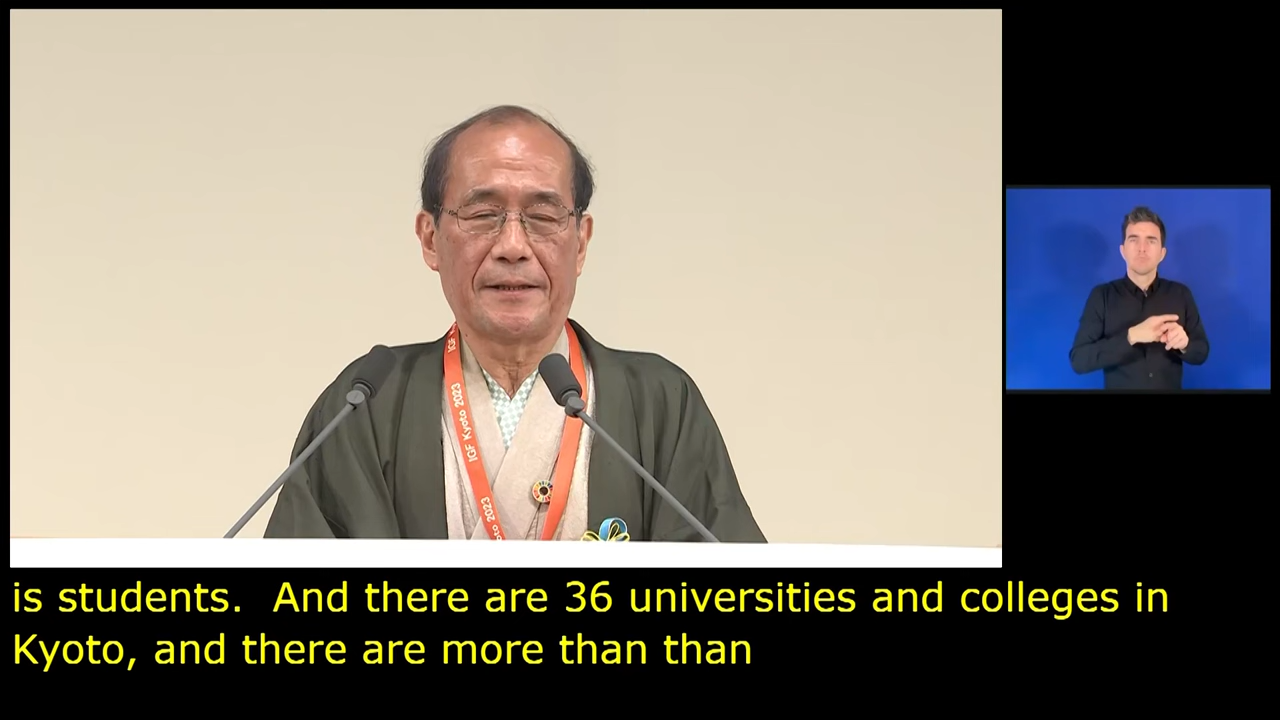 IGF
IGF Kyoto 2023
oto 2023
is students.  And there are 36 universities and colleges in
Kyoto, and there are more than than